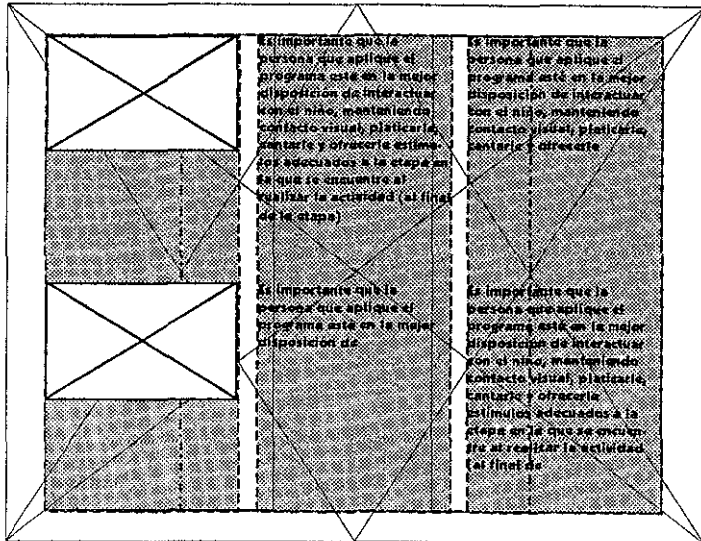 Es importante que la
persona que aplique el
programa esté en la mejor
disposición de interactuar
con el niño, manteniendo
contacto visual, platicarle,
cantarle y ofrecerle estímu-
los adecuados a la etapa en
la que se encuentre al
realizar la actividad (al final
de la etapa)
Es importante que la
persona que aplique el
programa esté en la mejor
disposición de
Es importante que la
persona que aplique el
programa esté en la mejor
disposición de interactuar
con el niño, manteniendo
contacto visual, platicarle,
cantarle y ofrecerle
Es importante que la
persona que aplique el
programa esté en la mejor
disposición de interactuar
con el niño, manteniendo
contacto visual, platicarle,
cantarle y ofrecerle
estímulos adecuados a la
etapa en la que se encuen-
tre al realizar la actividad
(al final de